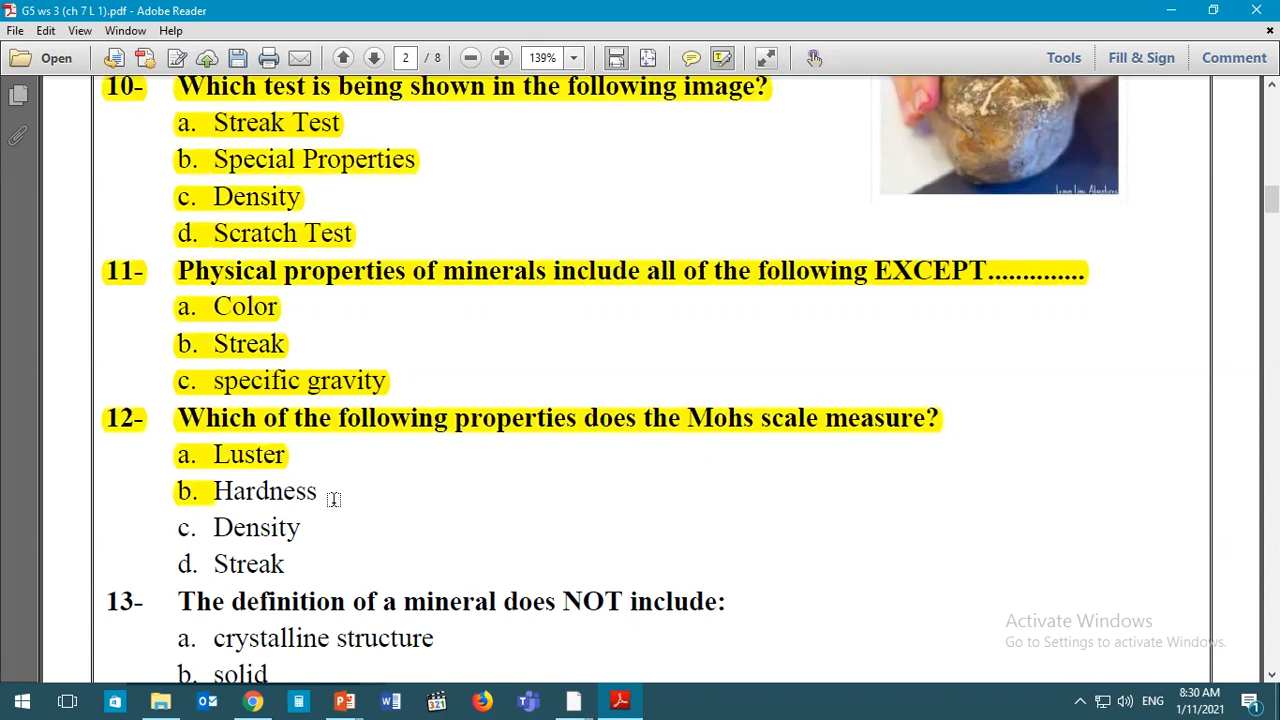 G5 ws 3 (ch 7 L 1).pdf - Adobe Reader
File Edit View Window Help
Open 2 / 8 139% Tools Fill & Sign Comment
10- Which test is being shown in the following image?
a. Streak Test
b. Special Properties
c. Density
d. Scratch Test
11- Physical properties of minerals include all of the following EXCEPT..............
a. Color
b. Streak
c. specific gravity
12- Which of the following properties does the Mohs scale measure?
a. Luster
b. Hardness
c. Density
d. Streak
13- The definition of a mineral does NOT include:
a. crystalline structure
b. solid
Activate Windows
Go to Settings to activate Windows.
ENG
8:30 AM
1/11/2021